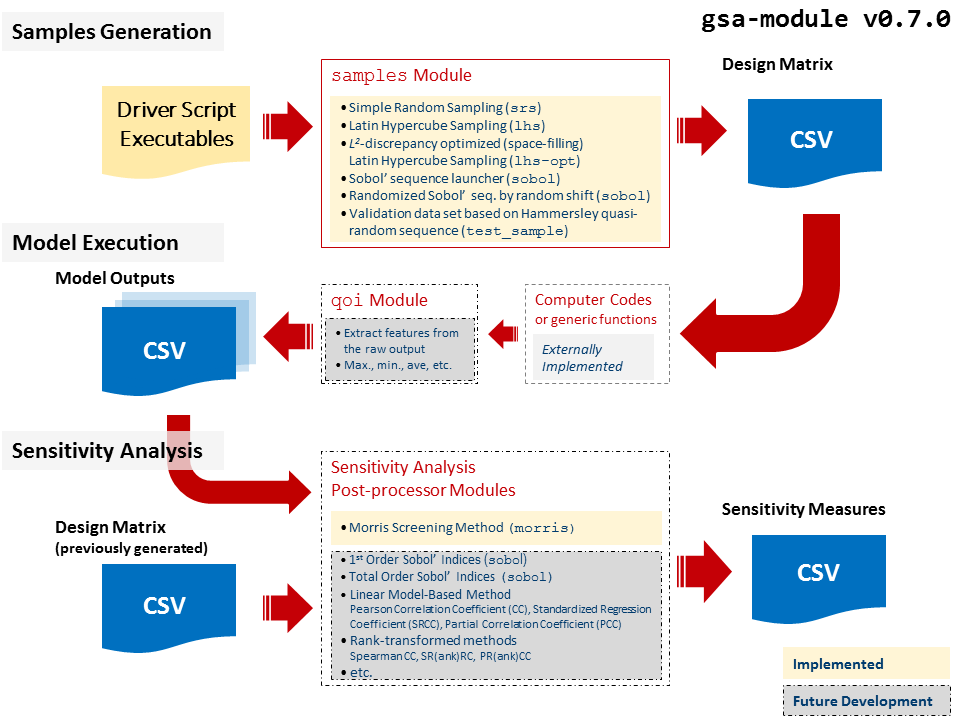 gsa-module v0.7.0
Samples Generation
Driver Script
Executables
samples Module
• Simple Random Sampling (srs)
• Latin Hypercube Sampling (lhs)
• L²-discrepancy optimized (space-filling)
Latin Hypercube Sampling (lhs-opt)
• Sobol’ sequence launcher (sobol)
• Randomized Sobol’ seq. by random shift (sobol)
• Validation data set based on Hammersley quasi-
random sequence (test_sample)
Design Matrix
CSV
Model Execution
Model Outputs
CSV
qoi Module
• Extract features from
the raw output
• Max., min., ave, etc.
Computer Codes
or generic functions
Externally
Implemented
Sensitivity Analysis
Design Matrix
(previously generated)
CSV
Sensitivity Analysis
Post-processor Modules
• Morris Screening Method (morris)
• 1st Order Sobol’ Indices (sobol)
• Total Order Sobol’ Indices (sobol)
• Linear Model-Based Method
Pearson Correlation Coefficient (CC), Standardized Regression
Coefficient (SRCC), Partial Correlation Coefficient (PCC)
• Rank-transformed methods
Spearman CC, SR(ank)RC, PR(ank)CC
• etc.
Sensitivity Measures
CSV
Implemented
Future Development